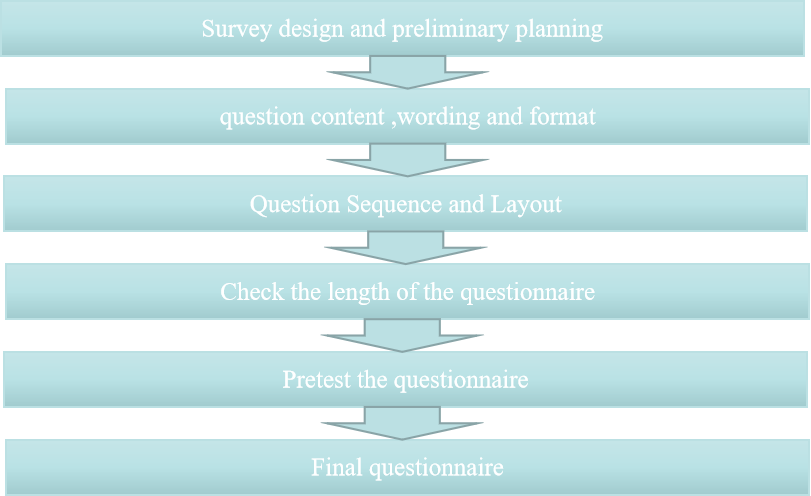 Survey design and preliminary planning
question content ,wording and format
Question Sequence and Layout
Check the length of the questionnaire
Pretest the questionnaire
Final questionnaire